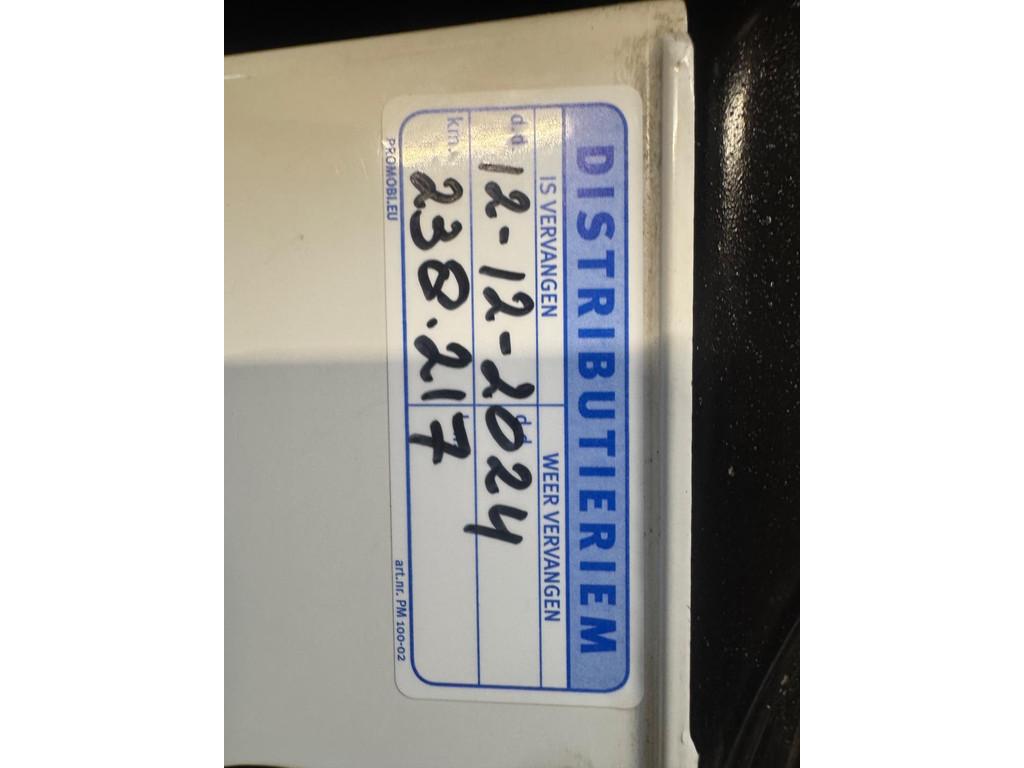 DISTRIBUTIERIEM
IS VERVANGEN WEER VERVANGEN
d.d. 12-12-2024 d.d.
km. 238.217
PROMOBI.EU art.nr. PM 100-02